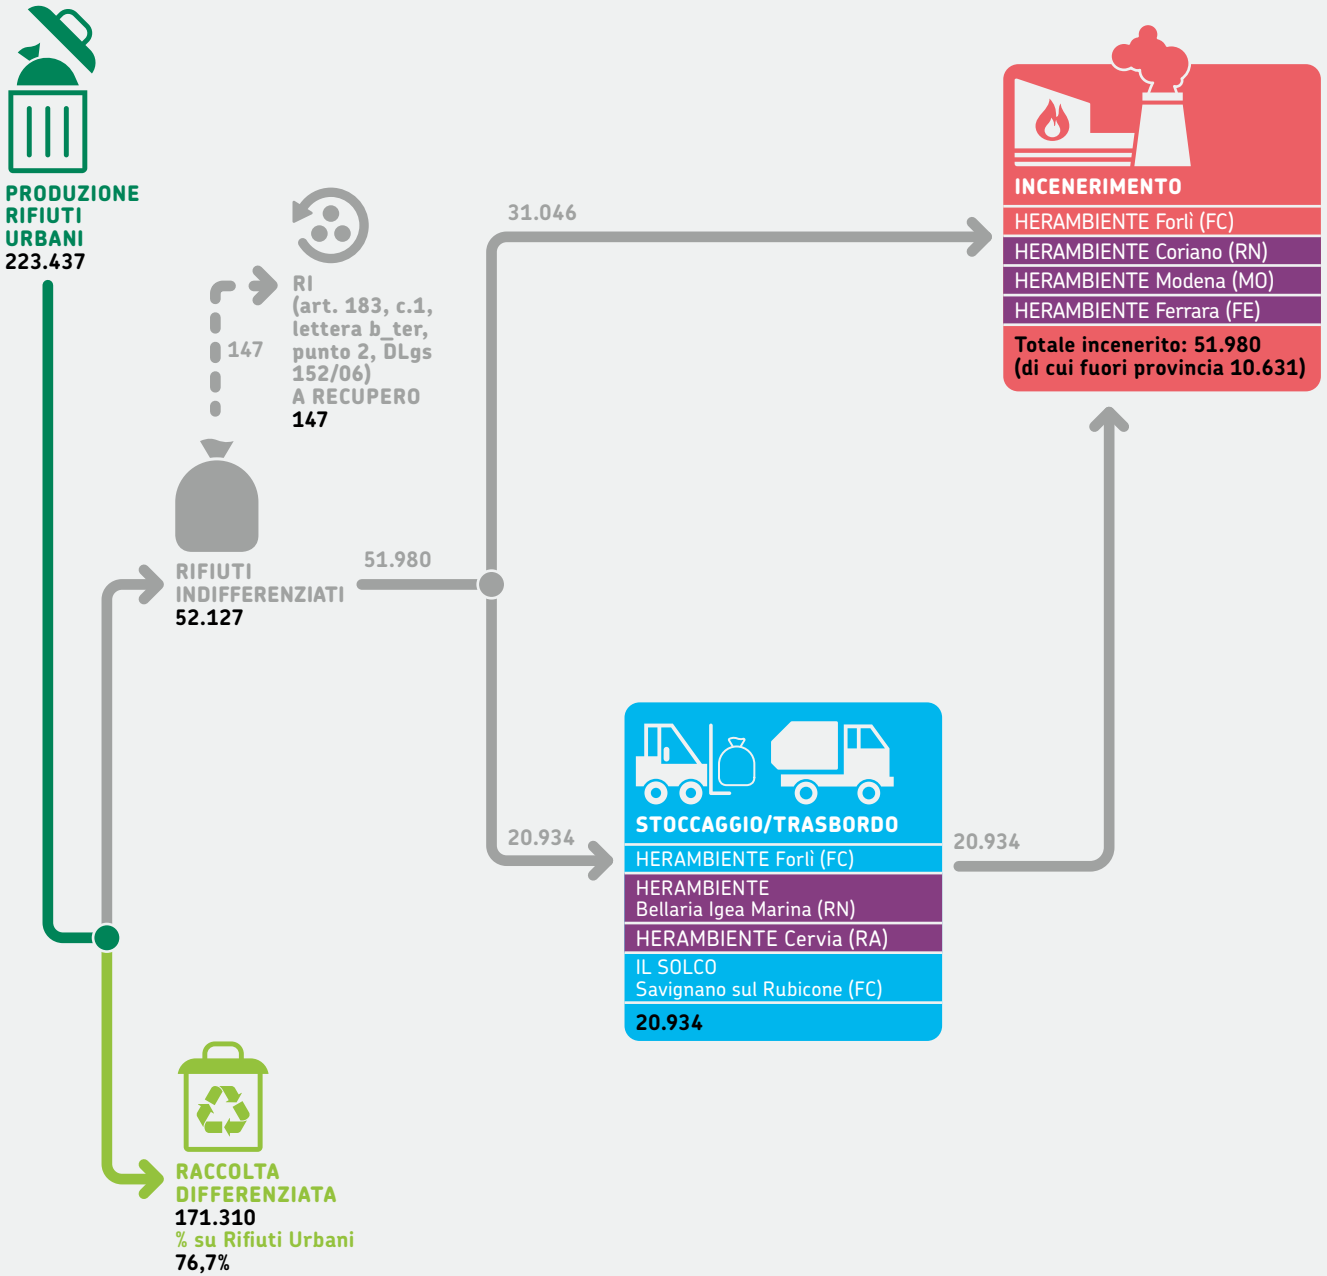 PRODUZIONE
RIFIUTI
URBANI
223.437
RI
(art. 183, c.1,
lettera b_ter,
punto 2, DLgs
152/06)
A RECUPERO
147
147
RIFIUTI
INDIFFERENZIATI
52.127
51.980
31.046
INCENERIMENTO
HERAMBIENTE Forlì (FC)
HERAMBIENTE Coriano (RN)
HERAMBIENTE Modena (MO)
HERAMBIENTE Ferrara (FE)
Totale incenerito: 51.980
(di cui fuori provincia 10.631)
20.934
STOCCAGGIO/TRASBORDO
HERAMBIENTE Forlì (FC)
HERAMBIENTE
Bellaria Igea Marina (RN)
HERAMBIENTE Cervia (RA)
IL SOLCO
Savignano sul Rubicone (FC)
20.934
20.934
RACCOLTA
DIFFERENZIATA
171.310
% su Rifiuti Urbani
76,7%